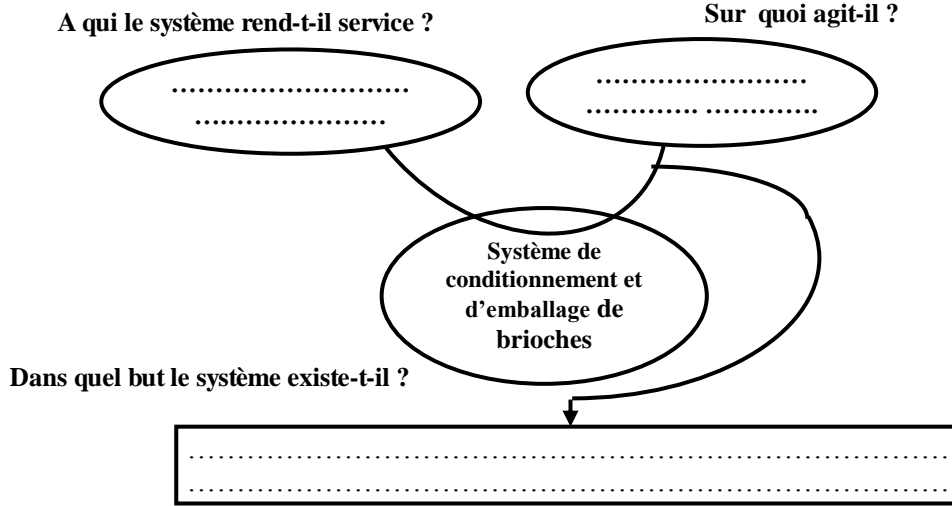 A qui le système rend-t-il service ?
Sur quoi agit-il ?
Système de
conditionnement et
d’emballage de
brioches
Dans quel but le système existe-t-il ?